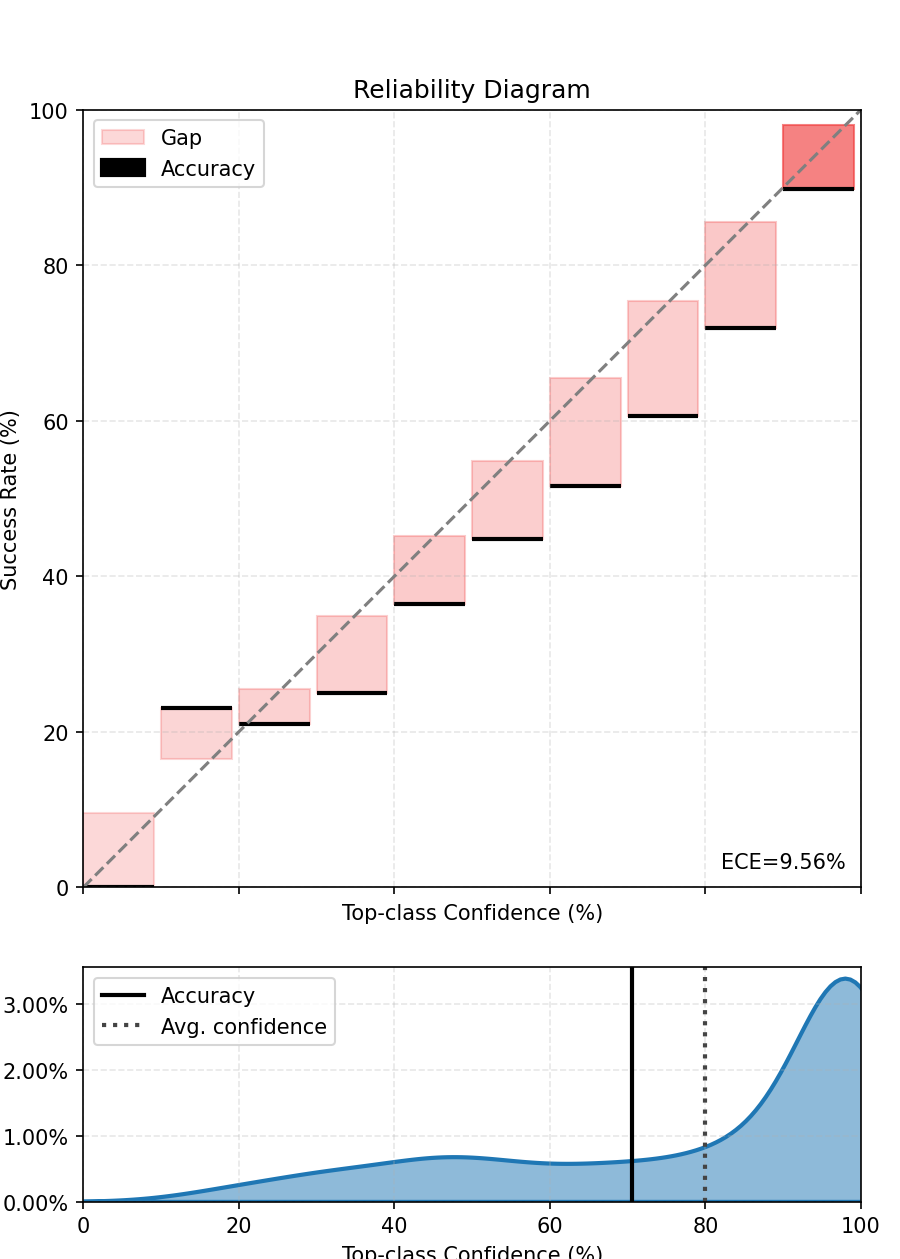 Reliability Diagram
100
80
60
40
20
0
Success Rate (%)
Gap
Accuracy
ECE=9.56%
Top-class Confidence (%)
3.00%
2.00%
1.00%
0.00%
Accuracy
Avg. confidence
0 20 40 60 80 100
Top-class Confidence (%)